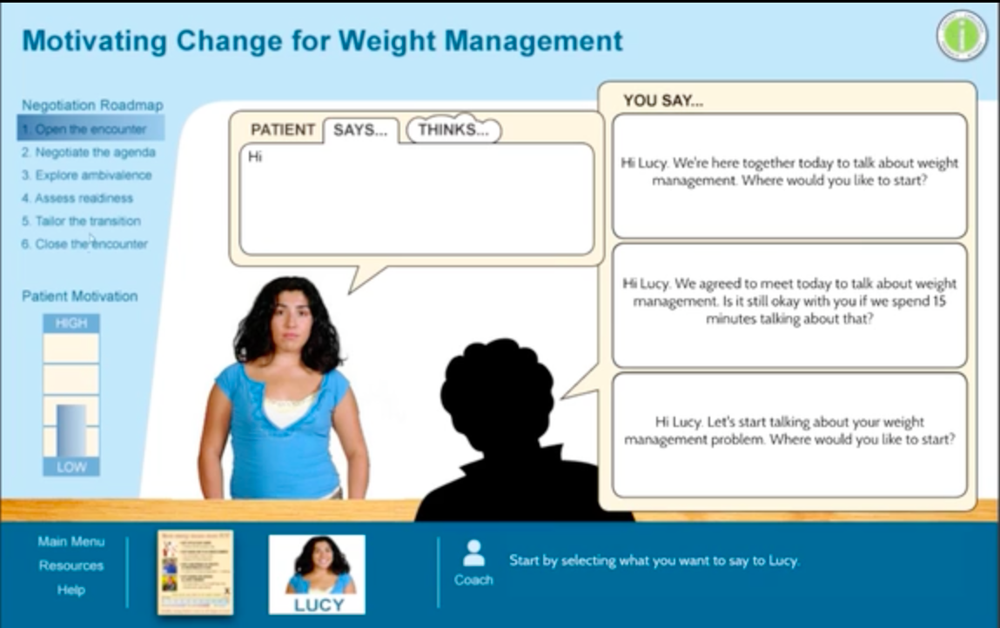 Motivating Change for Weight Management
Negotiation Roadmap
1. Open the encounter
2. Negotiate the agenda
3. Explore ambivalence
4. Assess readiness
5. Tailor the transition
6. Close the encounter
Patient Motivation
HIGH
LOW
PATIENT SAYS... THINKS...
Hi
YOU SAY...
Hi Lucy. We're here together today to talk about weight
management. Where would you like to start?
Hi Lucy. We agreed to meet today to talk about weight
management. Is it still okay with you if we spend 15
minutes talking about that?
Hi Lucy. Let's start talking about your weight
management problem. Where would you like to start?
Main Menu
Resources
Help
LUCY
Coach
Start by selecting what you want to say to Lucy.